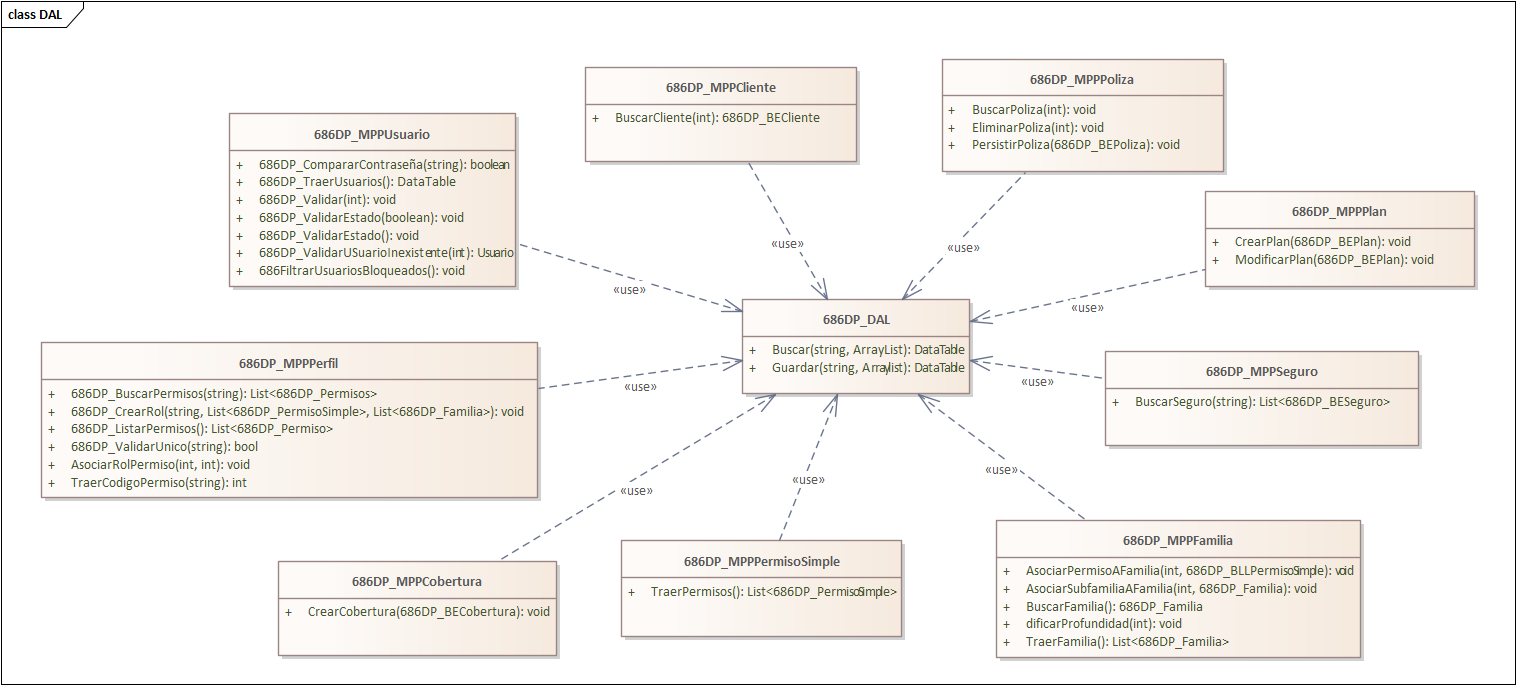 class DAL
686DP_MPPCliente
+ BuscarCliente(int): 686DP_BECliente
686DP_MPPPoliza
+ BuscarPoliza(int): void
+ EliminarPoliza(int): void
+ PersistirPoliza(686DP_BEPoliza): void
686DP_MPPUsuario
+ 686DP_CompararContraseña(string): boolean
+ 686DP_TraerUsuarios(): DataTable
+ 686DP_Validar(int): void
+ 686DP_ValidarEstado(boolean): void
+ 686DP_ValidarEstado(): void
+ 686DP_ValidarUSuarioInexistente(int): Usuario
+ 686FiltrarUsuariosBloqueados(): void
686DP_MPPPlan
+ CrearPlan(686DP_BEPlan): void
+ ModificarPlan(686DP_BEPlan): void
«use»
«use»
«use»
«use»
686DP_DAL
+ Buscar(string, ArrayList): DataTable
+ Guardar(string, Arraylist): DataTable
686DP_MPPPerfil
+ 686DP_BuscarPermisos(string): List<686DP_Permisos>
+ 686DP_CrearRol(string, List<686DP_PermisoSimple>, List<686DP_Familia>): void
+ 686DP_ListarPermisos(): List<686DP_Permiso>
+ 686DP_ValidarUnico(string): bool
+ AsociarRolPermiso(int, int): void
+ TraerCodigoPermiso(string): int
«use»
«use»
686DP_MPPSeguro
+ BuscarSeguro(string): List<686DP_BESeguro>
«use»
«use»
«use»
686DP_MPPCobertura
+ CrearCobertura(686DP_BECobertura): void
686DP_MPPPermisoSimple
+ TraerPermisos(): List<686DP_PermisoSimple>
686DP_MPPFamilia
+ AsociarPermisoAFamilia(int, 686DP_BLLPermisoSimple): void
+ AsociarSubfamiliaAFamilia(int, 686DP_Familia): void
+ BuscarFamilia(): 686DP_Familia
+ dificarProfundidad(int): void
+ TraerFamilia(): List<686DP_Familia>